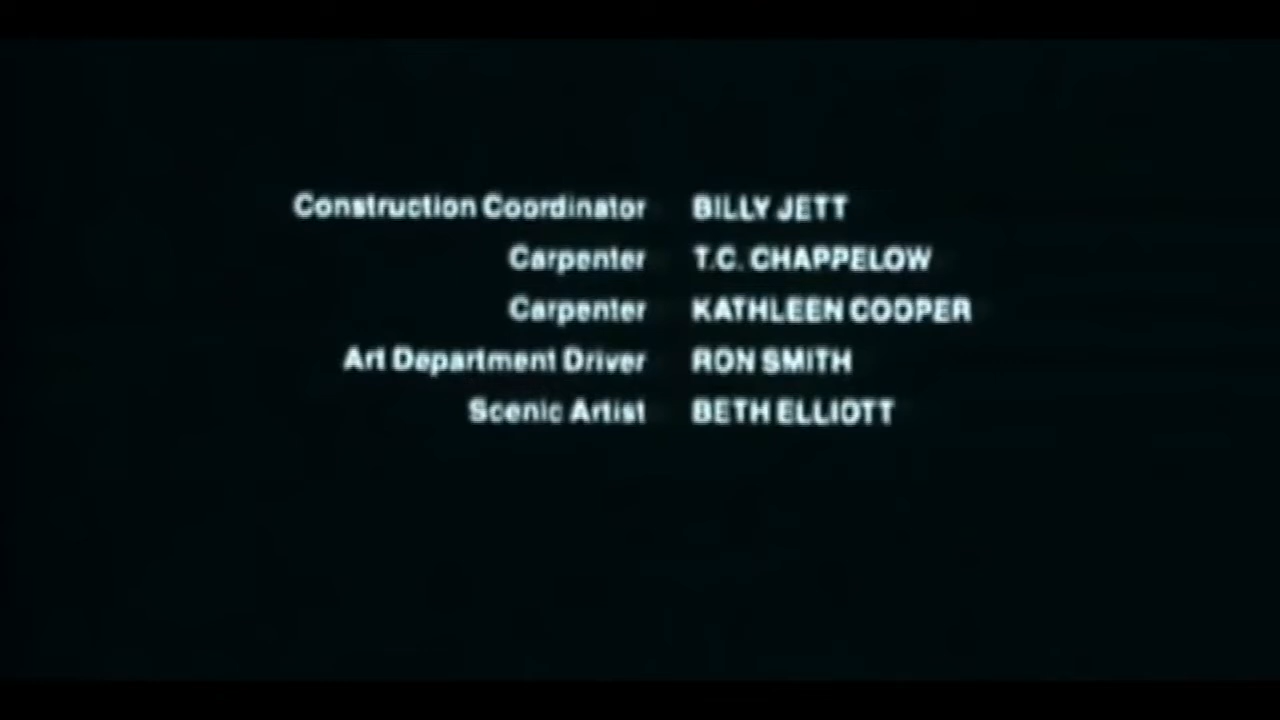 Construction Coordinator BILLY JETT
Carpenter T.C. CHAPPELOW
Carpenter KATHLEEN COOPER
Art Department Driver RON SMITH
Scenic Artist BETH ELLIOTT